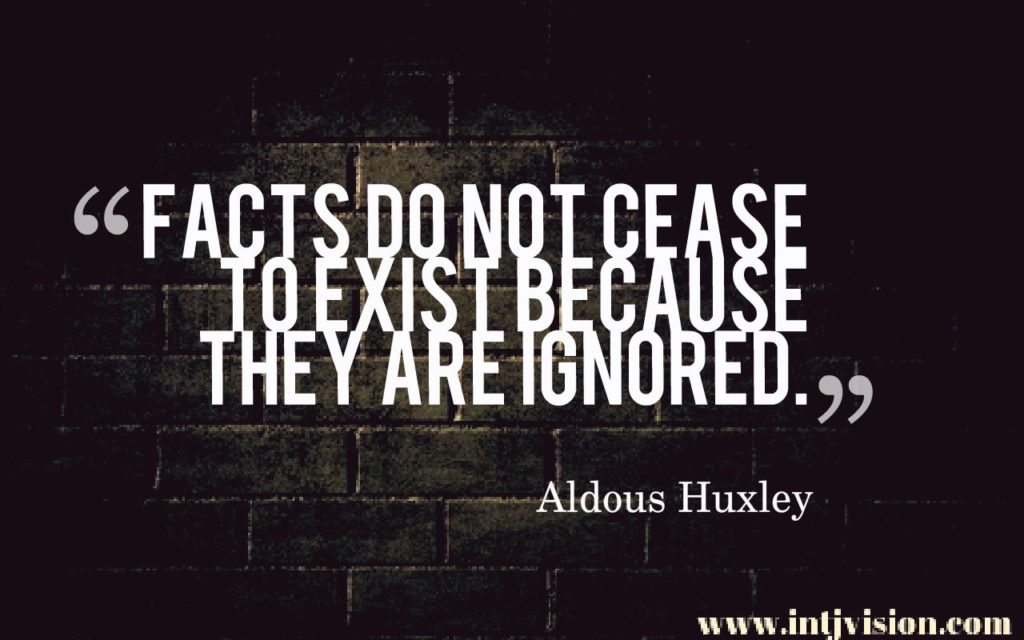 “FACTS DO NOT CEASE
TO EXIST BECAUSE
THEY ARE IGNORED.”
Aldous Huxley
www.intjvision.com